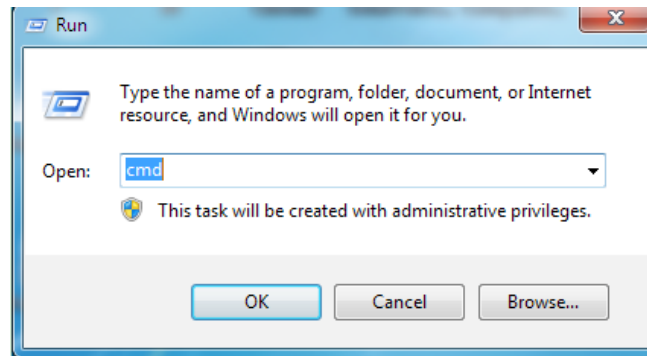 Run
Type the name of a program, folder, document, or Internet
resource, and Windows will open it for you.
Open: cmd
This task will be created with administrative privileges.
OK Cancel Browse...